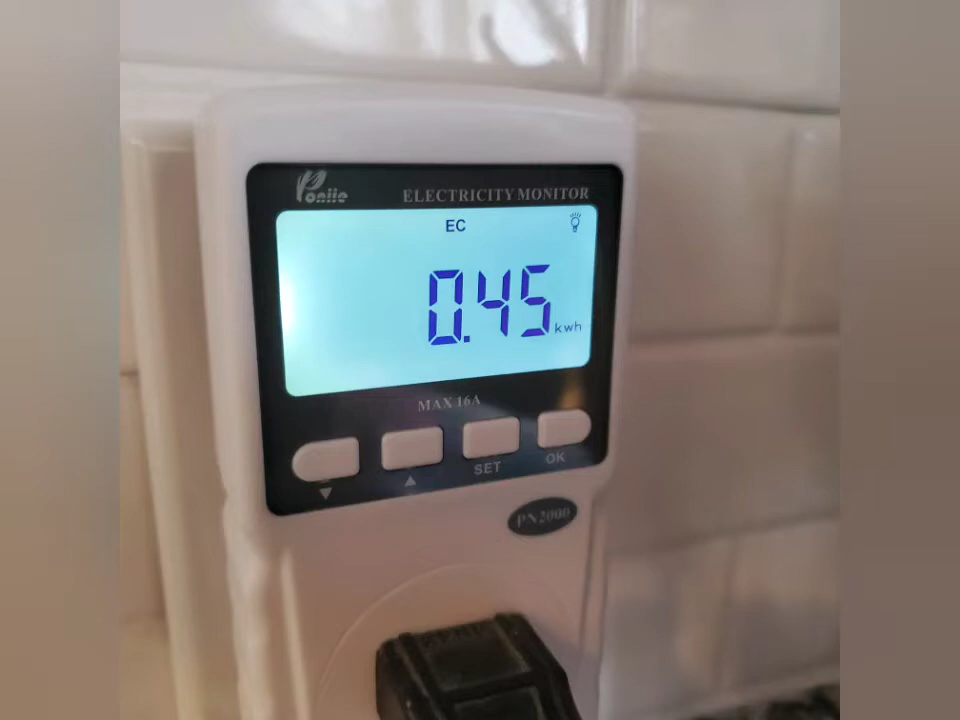 Poniie
ELECTRICITY MONITOR
EC
0.45 kwh
MAX 16A
SET
OK
PN2000